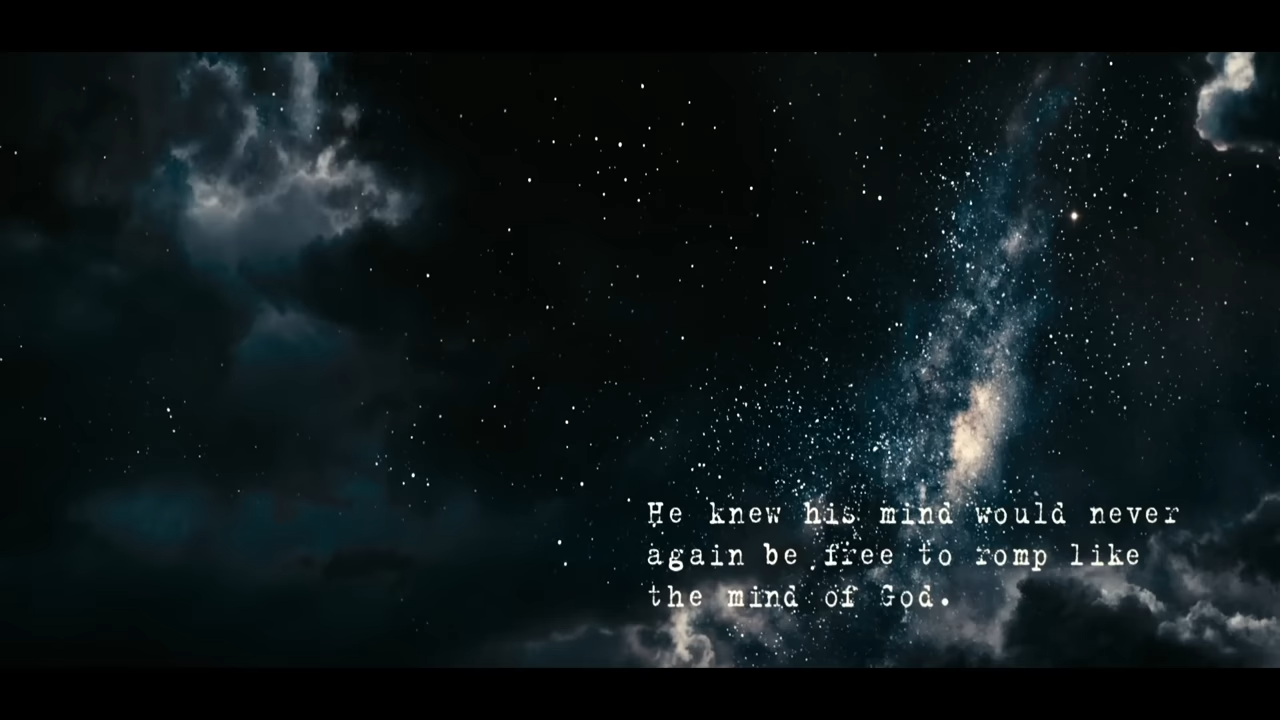 He knew his mind would never
again be free to romp like
the mind of God.